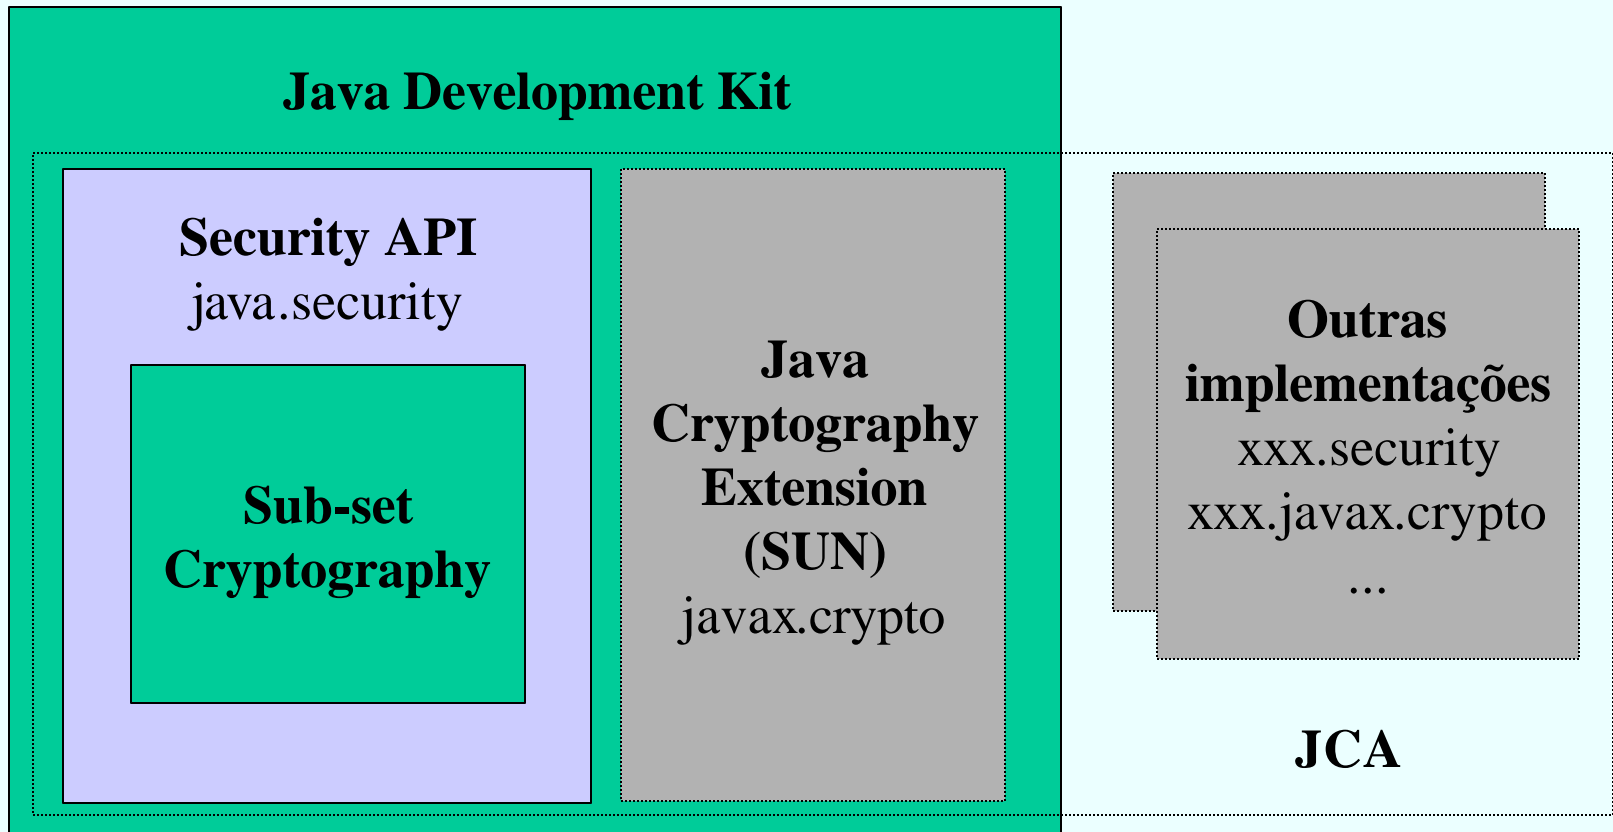 Java Development Kit
Security API
java.security
Sub-set
Cryptography
Java
Cryptography
Extension
(SUN)
javax.crypto
Outras
implementações
xxx.security
xxx.javax.crypto
...
JCA